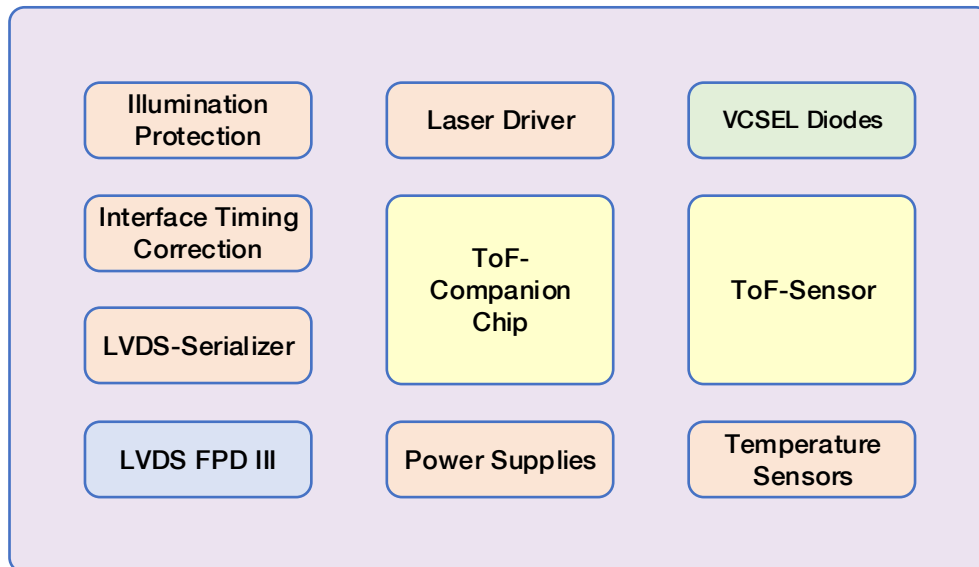 Illumination
Protection
Laser Driver
VCSEL Diodes
Interface Timing
Correction
ToF-
Companion
Chip
ToF-Sensor
LVDS-Serializer
LVDS FPD III
Power Supplies
Temperature
Sensors